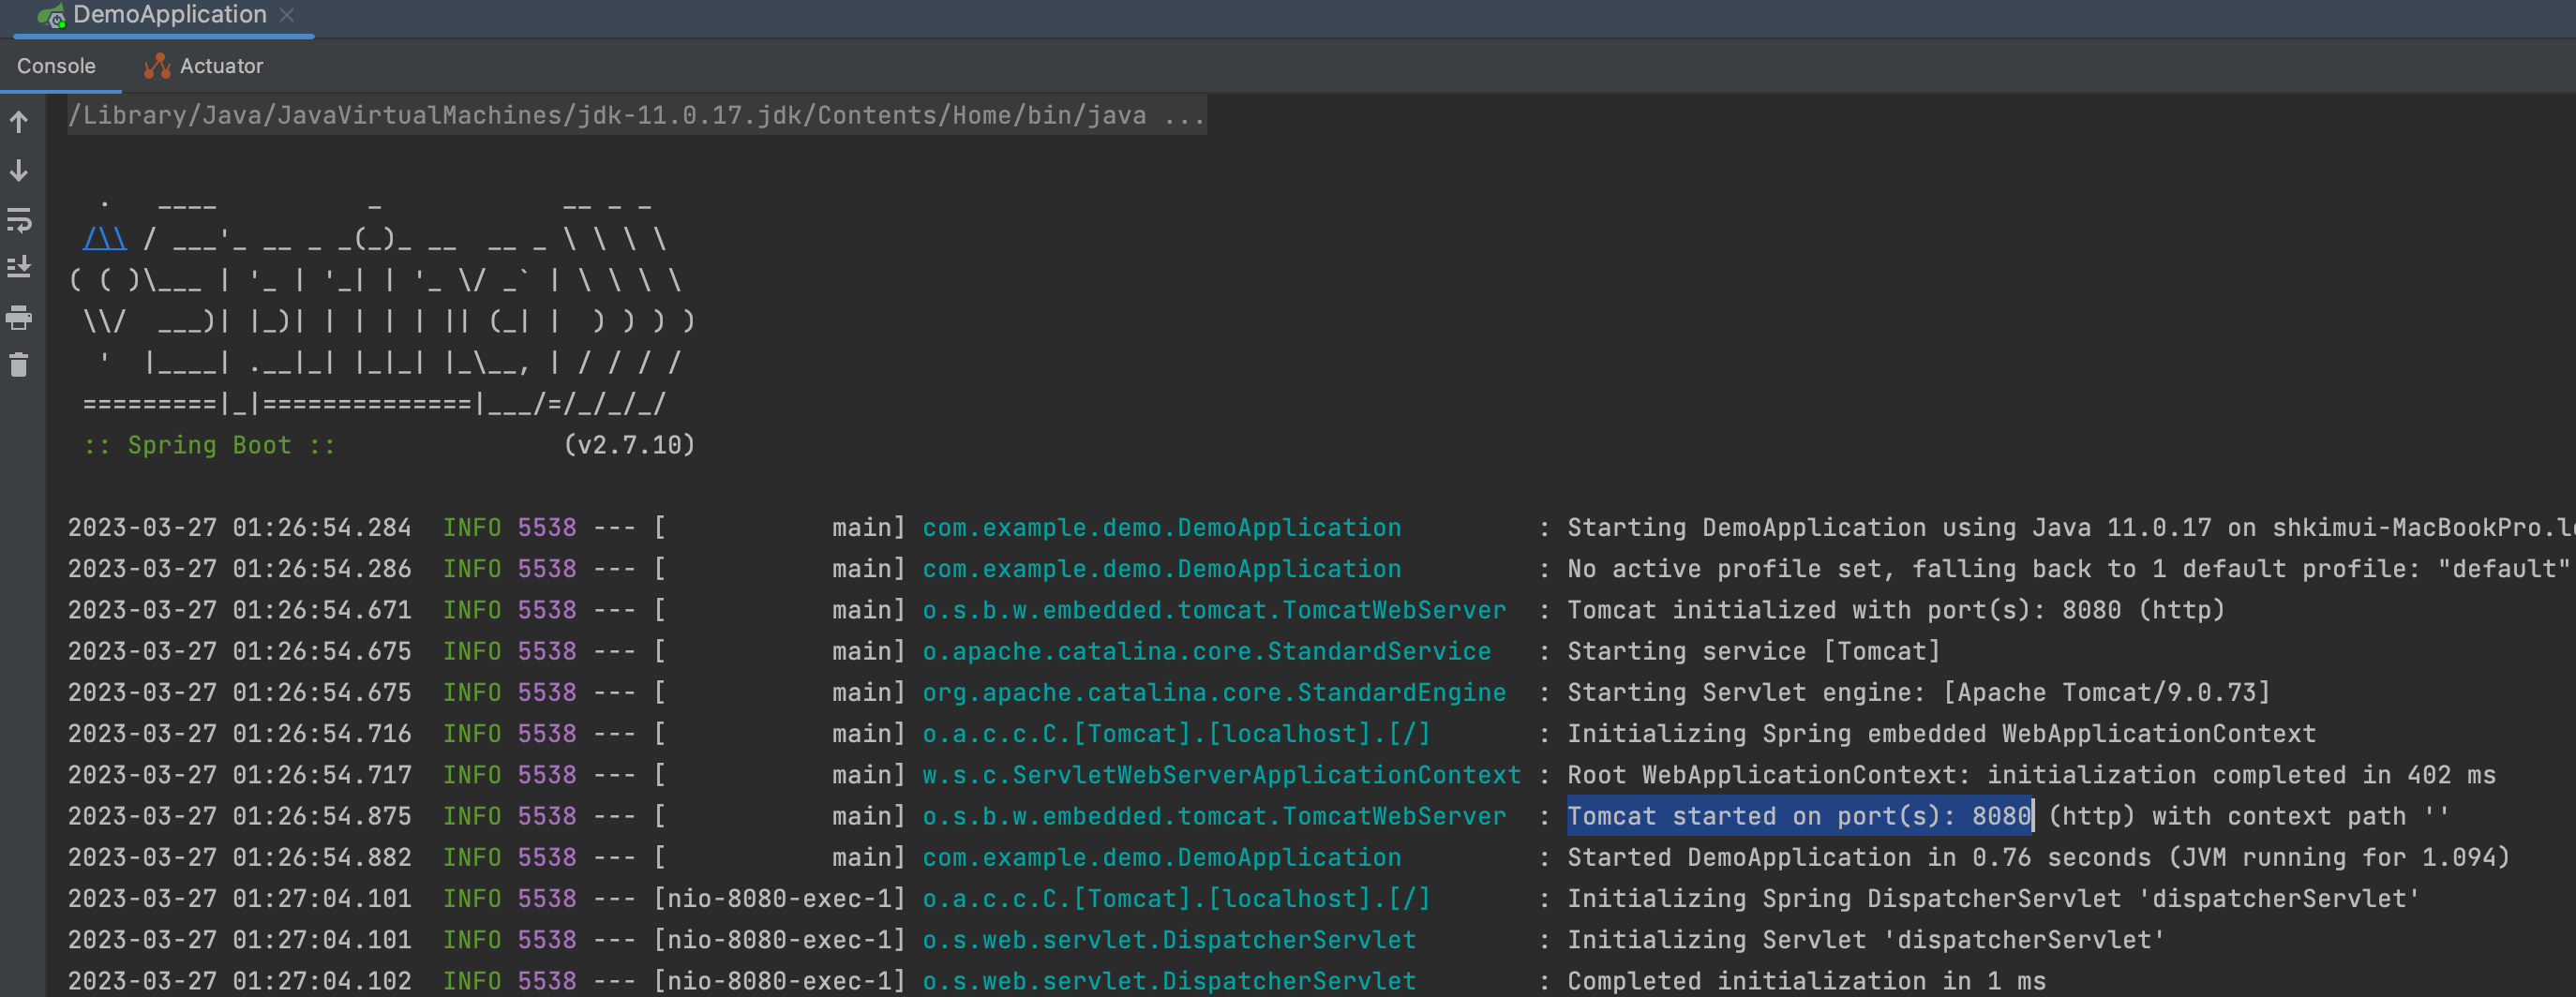 DemoApplication
Console Actuator
/Library/Java/JavaVirtualMachines/jdk-11.0.17.jdk/Contents/Home/bin/java ...
  .   ____          _            __ _ _
 /\\ / ___'_ __ _ _(_)_ __  __ _ \ \ \ \
( ( )\___ | '_ | '_| | '_ \/ _` | \ \ \ \
 \\/  ___)| |_)| | | | | || (_| |  ) ) ) )
  '  |____| .__|_| |_|_| |_\__, | / / / /
 =========|_|==============|___/=/_/_/_/
 :: Spring Boot ::                (v2.7.10)
2023-03-27 01:26:54.284  INFO 5538 --- [           main] com.example.demo.DemoApplication         : Starting DemoApplication using Java 11.0.17 on shkimui-MacBookPro.l
2023-03-27 01:26:54.286  INFO 5538 --- [           main] com.example.demo.DemoApplication         : No active profile set, falling back to 1 default profile: "default"
2023-03-27 01:26:54.671  INFO 5538 --- [           main] o.s.b.w.embedded.tomcat.TomcatWebServer  : Tomcat initialized with port(s): 8080 (http)
2023-03-27 01:26:54.675  INFO 5538 --- [           main] o.apache.catalina.core.StandardService   : Starting service [Tomcat]
2023-03-27 01:26:54.675  INFO 5538 --- [           main] org.apache.catalina.core.StandardEngine  : Starting Servlet engine: [Apache Tomcat/9.0.73]
2023-03-27 01:26:54.716  INFO 5538 --- [           main] o.a.c.c.C.[Tomcat].[localhost].[/]       : Initializing Spring embedded WebApplicationContext
2023-03-27 01:26:54.717  INFO 5538 --- [           main] w.s.c.ServletWebServerApplicationContext : Root WebApplicationContext: initialization completed in 402 ms
2023-03-27 01:26:54.875  INFO 5538 --- [           main] o.s.b.w.embedded.tomcat.TomcatWebServer  : Tomcat started on port(s): 8080 (http) with context path ''
2023-03-27 01:26:54.882  INFO 5538 --- [           main] com.example.demo.DemoApplication         : Started DemoApplication in 0.76 seconds (JVM running for 1.094)
2023-03-27 01:27:04.101  INFO 5538 --- [nio-8080-exec-1] o.a.c.c.C.[Tomcat].[localhost].[/]       : Initializing Spring DispatcherServlet 'dispatcherServlet'
2023-03-27 01:27:04.101  INFO 5538 --- [nio-8080-exec-1] o.s.web.servlet.DispatcherServlet        : Initializing Servlet 'dispatcherServlet'
2023-03-27 01:27:04.102  INFO 5538 --- [nio-8080-exec-1] o.s.web.servlet.DispatcherServlet        : Completed initialization in 1 ms